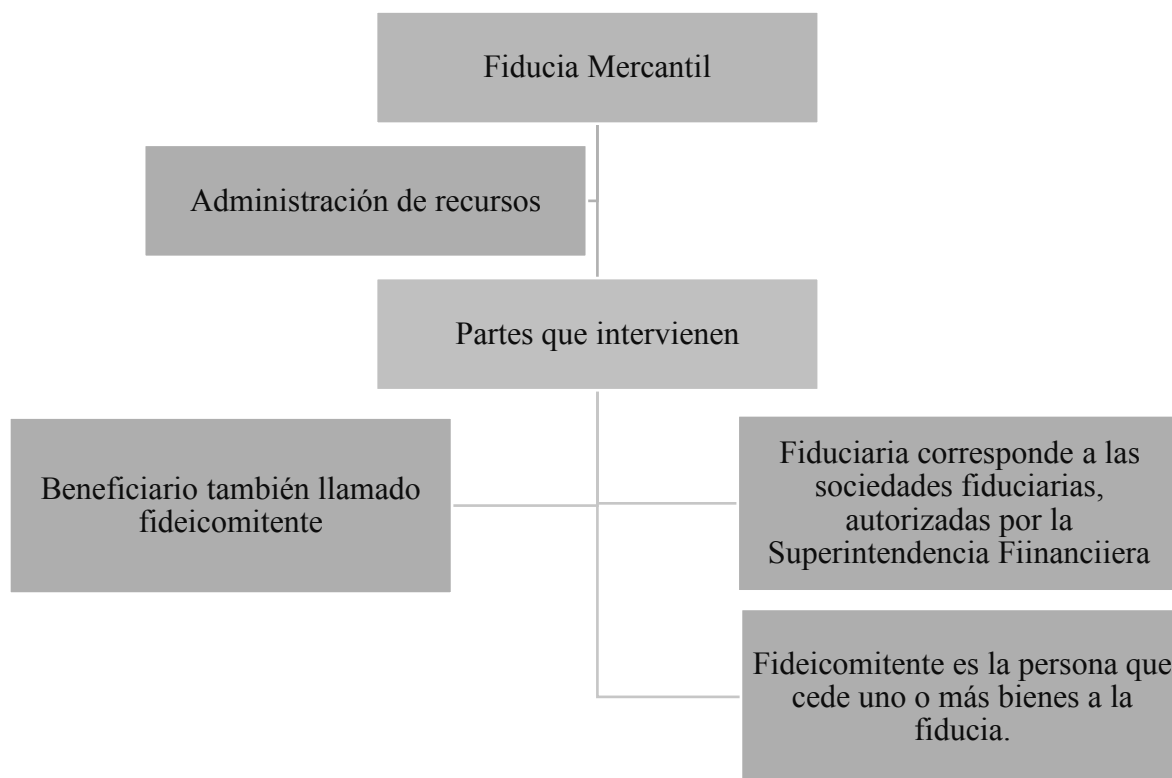 Fiducia Mercantil
Administración de recursos
Partes que intervienen
Beneficiario también llamado
fideicomitente
Fiduciaria corresponde a las
sociedades fiduciarias,
autorizadas por la
Superintendencia Fiinanciiera
Fideicomitente es la persona que
cede uno o más bienes a la
fiducia.